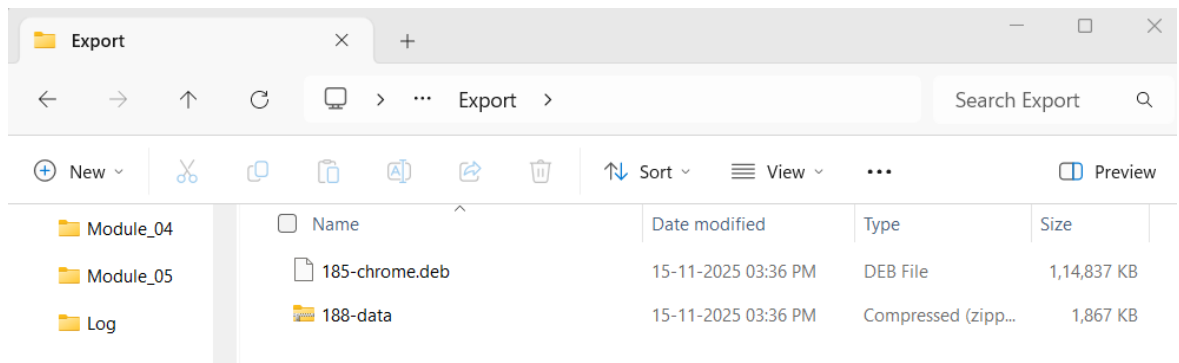 Export
Export
Search Export
New
Sort
View
Preview
Module_04
Module_05
Log
Name Date modified Type Size
185-chrome.deb 15-11-2025 03:36 PM DEB File 1,14,837 KB
188-data 15-11-2025 03:36 PM Compressed (zipp... 1,867 KB